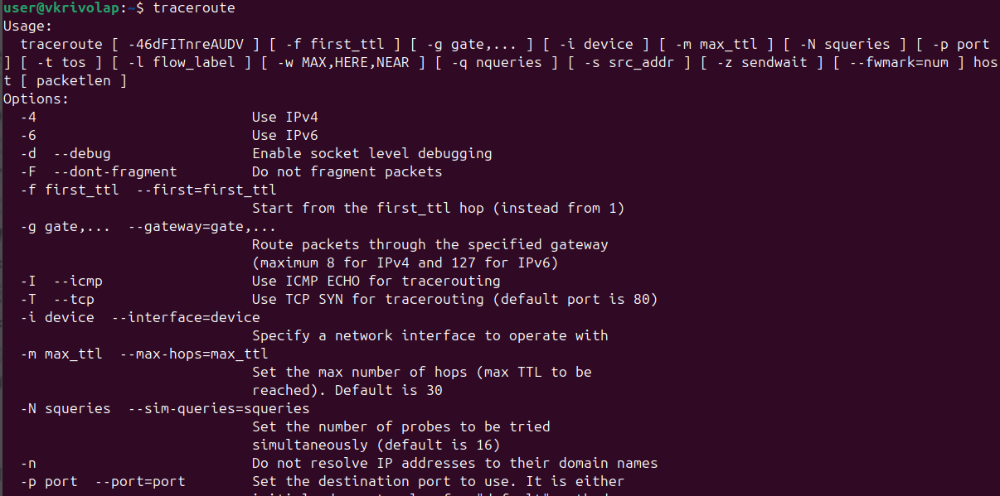 user@vkrivolap:~$ traceroute
Usage:
  traceroute [ -46dFITnreAUDV ] [ -f first_ttl ] [ -g gate,... ] [ -i device ] [ -m max_ttl ] [ -N squeries ] [ -p port
] [ -t tos ] [ -l flow_label ] [ -w MAX,HERE,NEAR ] [ -q nqueries ] [ -s src_addr ] [ -z sendwait ] [ --fwmark=num ] hos
t [ packetlen ]
Options:
  -4                          Use IPv4
  -6                          Use IPv6
  -d  --debug                 Enable socket level debugging
  -F  --dont-fragment         Do not fragment packets
  -f first_ttl  --first=first_ttl
                              Start from the first_ttl hop (instead from 1)
  -g gate,...  --gateway=gate,...
                              Route packets through the specified gateway
                              (maximum 8 for IPv4 and 127 for IPv6)
  -I  --icmp                  Use ICMP ECHO for tracerouting
  -T  --tcp                   Use TCP SYN for tracerouting (default port is 80)
  -i device  --interface=device
                              Specify a network interface to operate with
  -m max_ttl  --max-hops=max_ttl
                              Set the max number of hops (max TTL to be
                              reached). Default is 30
  -N squeries  --sim-queries=squeries
                              Set the number of probes to be tried
                              simultaneously (default is 16)
  -n                          Do not resolve IP addresses to their domain names
  -p port  --port=port        Set the destination port to use. It is either